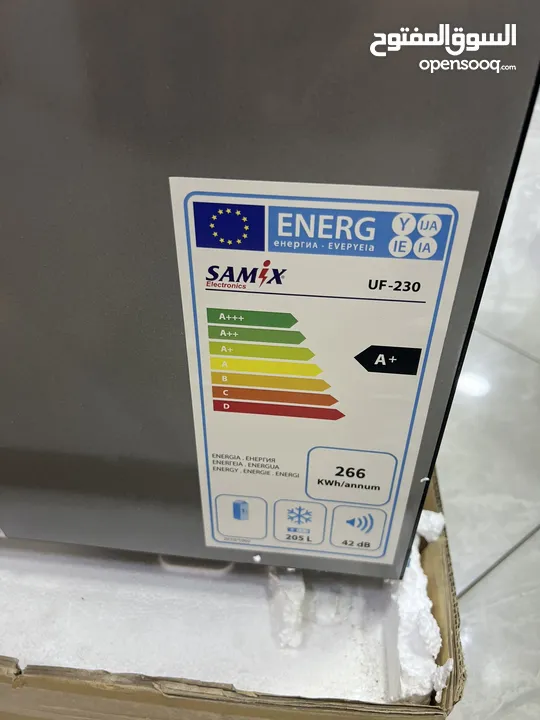 السوق المفتوح
opensooq.com
ENERG Y IJA IE IA
енергия - ΕΝΕΡΓΕΙΑ
SAMiX
Electronics
UF-230
A+++
A++
A+
A
B
C
D
A+
ENERGIA . ЕНЕРГИЯ
ΕΝΕΡΓΕΙΑ . ENERGIJA
ENERGY . ENERGIE . ENERGI
266
KWh/annum
205 L
42 dB